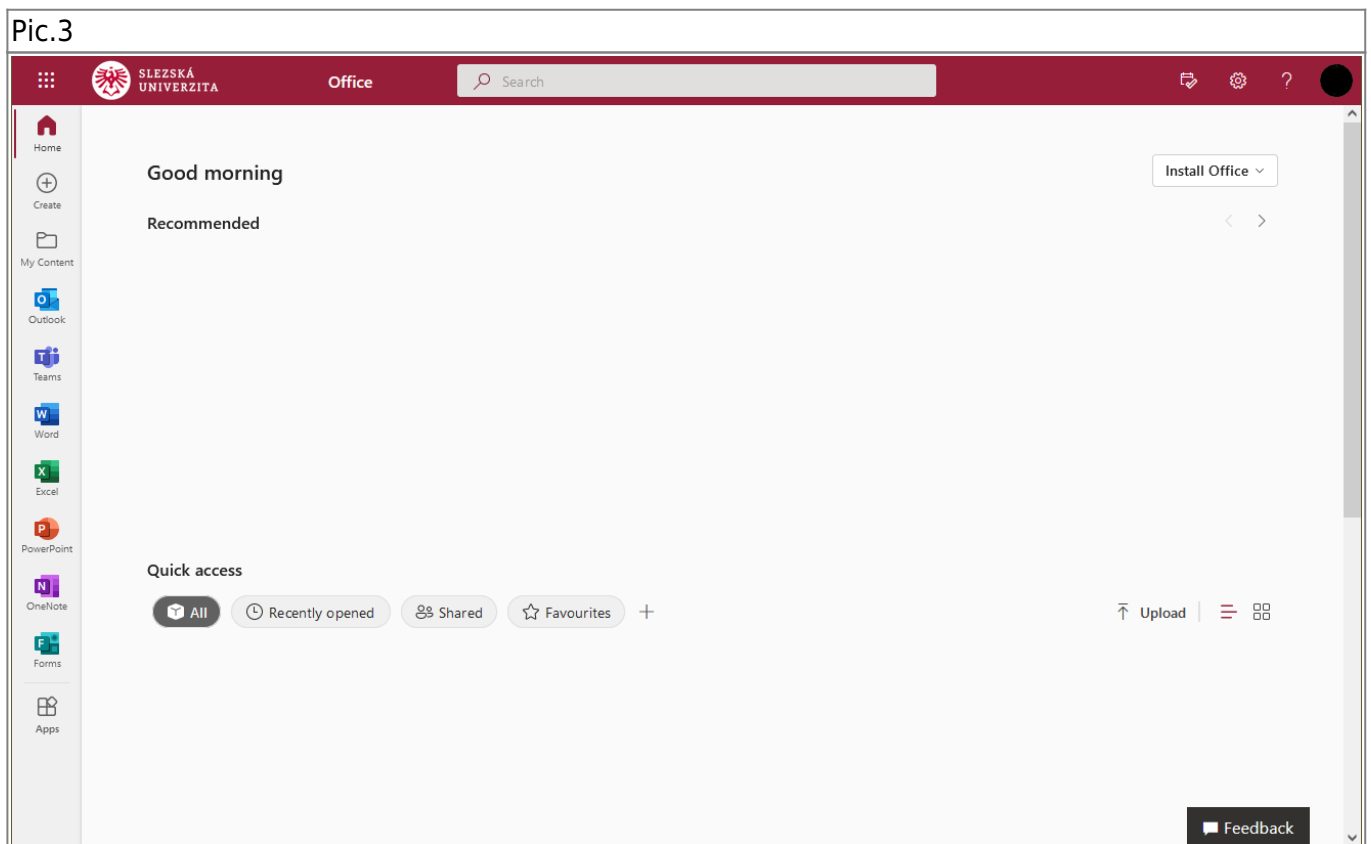 Pic.3
SLEZSKÁ
UNIVERZITA
Office
Search
?
Home
Create
My Content
Outlook
Teams
Word
Excel
PowerPoint
OneNote
Forms
Apps
Good morning
Install Office
Recommended
Quick access
All
Recently opened
Shared
Favourites
Upload
Feedback